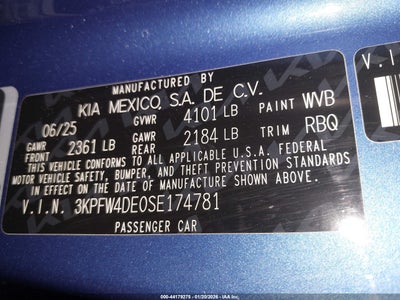 MANUFACTURED BY
KIA MEXICO, S.A. DE C.V.
06/25 GVWR 4101 LB PAINT WVB
GAWR FRONT 2361 LB GAWR REAR 2184 LB TRIM RBQ
THIS VEHICLE CONFORMS TO ALL APPLICABLE U.S.A. FEDERAL
MOTOR VEHICLE SAFETY, BUMPER, AND THEFT PREVENTION STANDARDS
IN EFFECT ON THE DATE OF MANUFACTURE SHOWN ABOVE.
V.I.N. 3KPFW4DE0SE174781
PASSENGER CAR
V.I
000-44179275 - 01/20/2026 - IAA Inc.